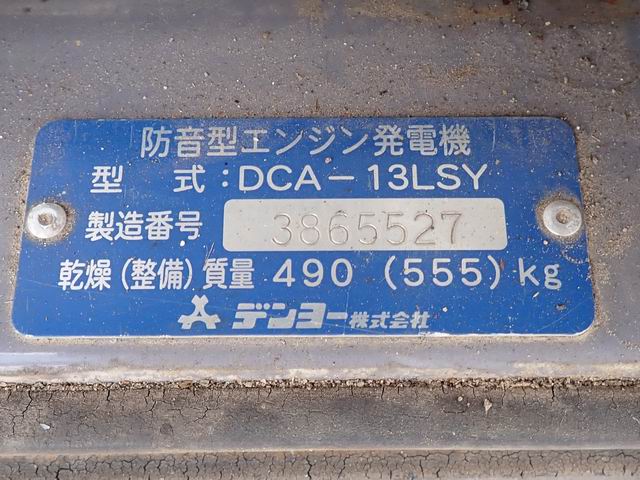 防音型エンジン発電機
型 式：DCA－13LSY
製造番号 3865527
乾燥（整備）質量 490（555）kg
デンヨー株式会社